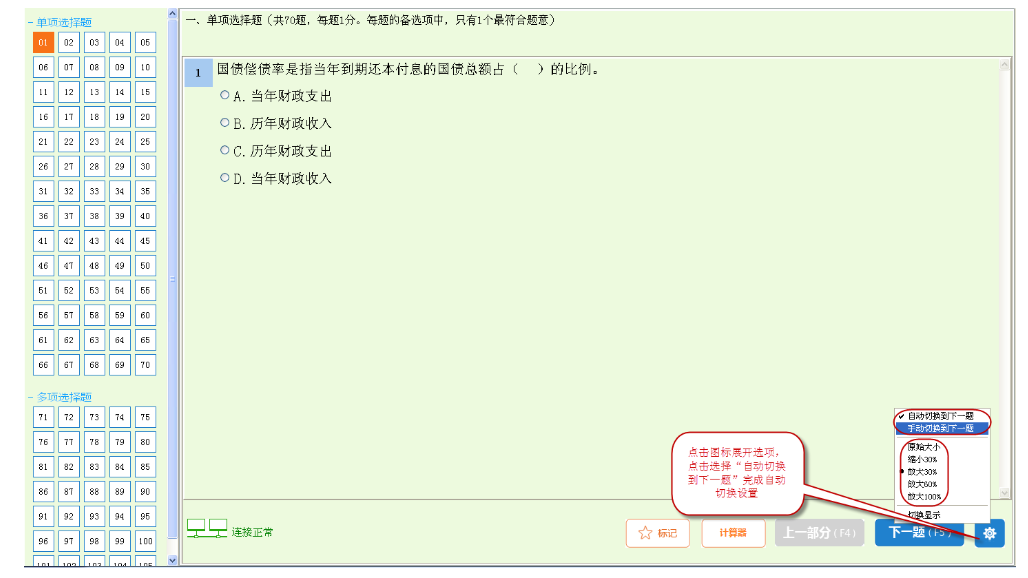 - 单项选择题
01 02 03 04 05
06 07 08 09 10
11 12 13 14 15
16 17 18 19 20
21 22 23 24 25
26 27 28 29 30
31 32 33 34 35
36 37 38 39 40
41 42 43 44 45
46 47 48 49 50
51 52 53 54 55
56 57 58 59 60
61 62 63 64 65
66 67 68 69 70
- 多项选择题
71 72 73 74 75
76 77 78 79 80
81 82 83 84 85
86 87 88 89 90
91 92 93 94 95
96 97 98 99 100
101 102 103 104 105
一、单项选择题（共70题，每题1分。每题的备选项中，只有1个最符合题意）
1 国债偿债率是指当年到期还本付息的国债总额占（　）的比例。
A. 当年财政支出
B. 历年财政收入
C. 历年财政支出
D. 当年财政收入
自动切换到下一题
手动切换到下一题
原始大小
缩小30%
放大30%
放大60%
放大100%
切换显示
点击图标展开选项，
点击选择“自动切换
到下一题”完成自动
切换设置
连接正常
标记
计算器
上一部分(F4)
下一题(F5)